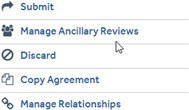 Submit
Manage Ancillary Reviews
Discard
Copy Agreement
Manage Relationships